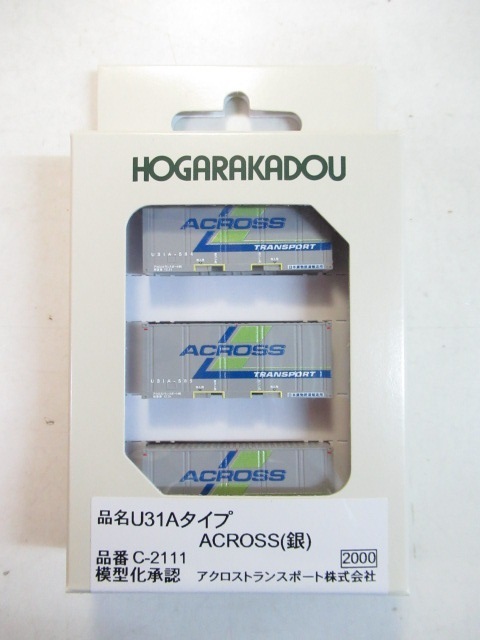 HOGARAKADOU
ACROSS
TRANSPORT
ACROSS
TRANSPORT
ACROSS
品名U31Aタイプ
ACROSS(銀)
品番 C-2111
2000
模型化承認 アクロストランスポート株式会社